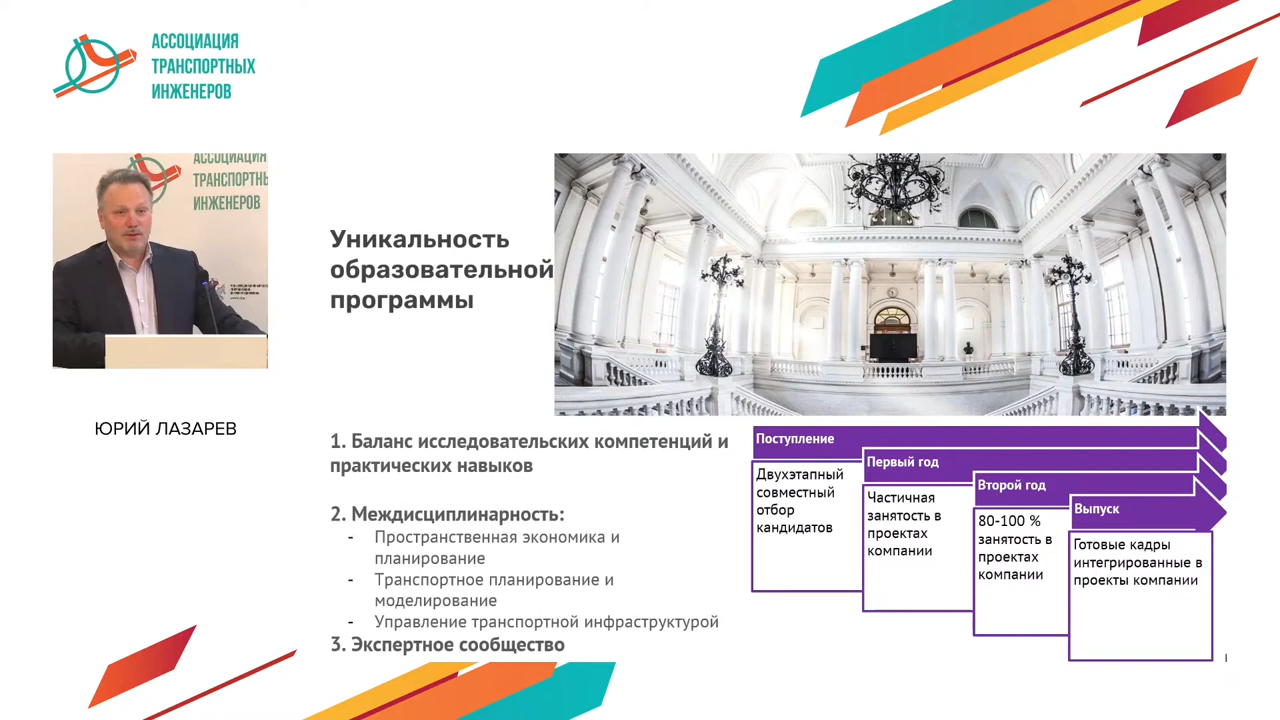 АССОЦИАЦИЯ
ТРАНСПОРТНЫХ
ИНЖЕНЕРОВ
АССОЦИАЦИЯ
ТРАНСПОРТНЫ
ИНЖЕНЕРОВ
ЮРИЙ ЛАЗАРЕВ
Уникальность
образовательной
программы
1. Баланс исследовательских компетенций и
практических навыков
2. Междисциплинарность:
- Пространственная экономика и
планирование
- Транспортное планирование и
моделирование
- Управление транспортной инфраструктурой
3. Экспертное сообщество
Поступление
Двухэтапный
совместный
отбор
кандидатов
Первый год
Частичная
занятость в
проектах
компании
Второй год
80-100 %
занятость в
проектах
компании
Выпуск
Готовые кадры
интегрированные в
проекты компании